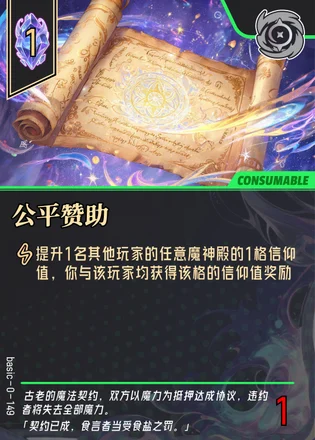 1
CONSUMABLE
公平赞助
提升1名其他玩家的任意魔神殿的1格信仰
值，你与该玩家均获得该格的信仰值奖励
basic-0-149
古老的魔法契约，双方以魔力为抵押达成协议，违约
者将失去全部魔力。
「契约已成，食言者当受食盐之罚。」
1